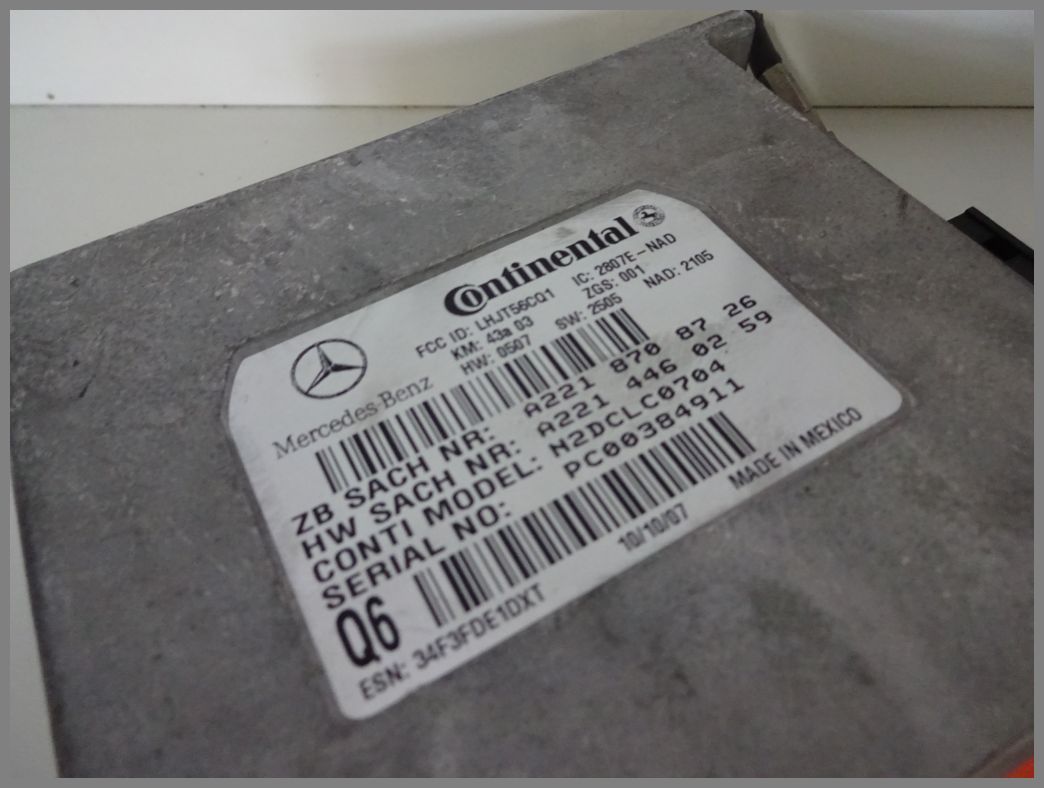 Continental
FCC ID: LHJT56CQ1 IC: 2807E-NAD
KM: 43a 03 ZGS: 001
HW: 0507 SW: 2505 NAD: 2105
Mercedes-Benz
ZB SACH NR: A221 870 87 26
HW SACH NR: A221 446 02 59
CONTI MODEL: N2DCLC0704
SERIAL NO: PC00384911
Q6
ESN: 34F3FDE1DXT 10/10/07 MADE IN MEXICO